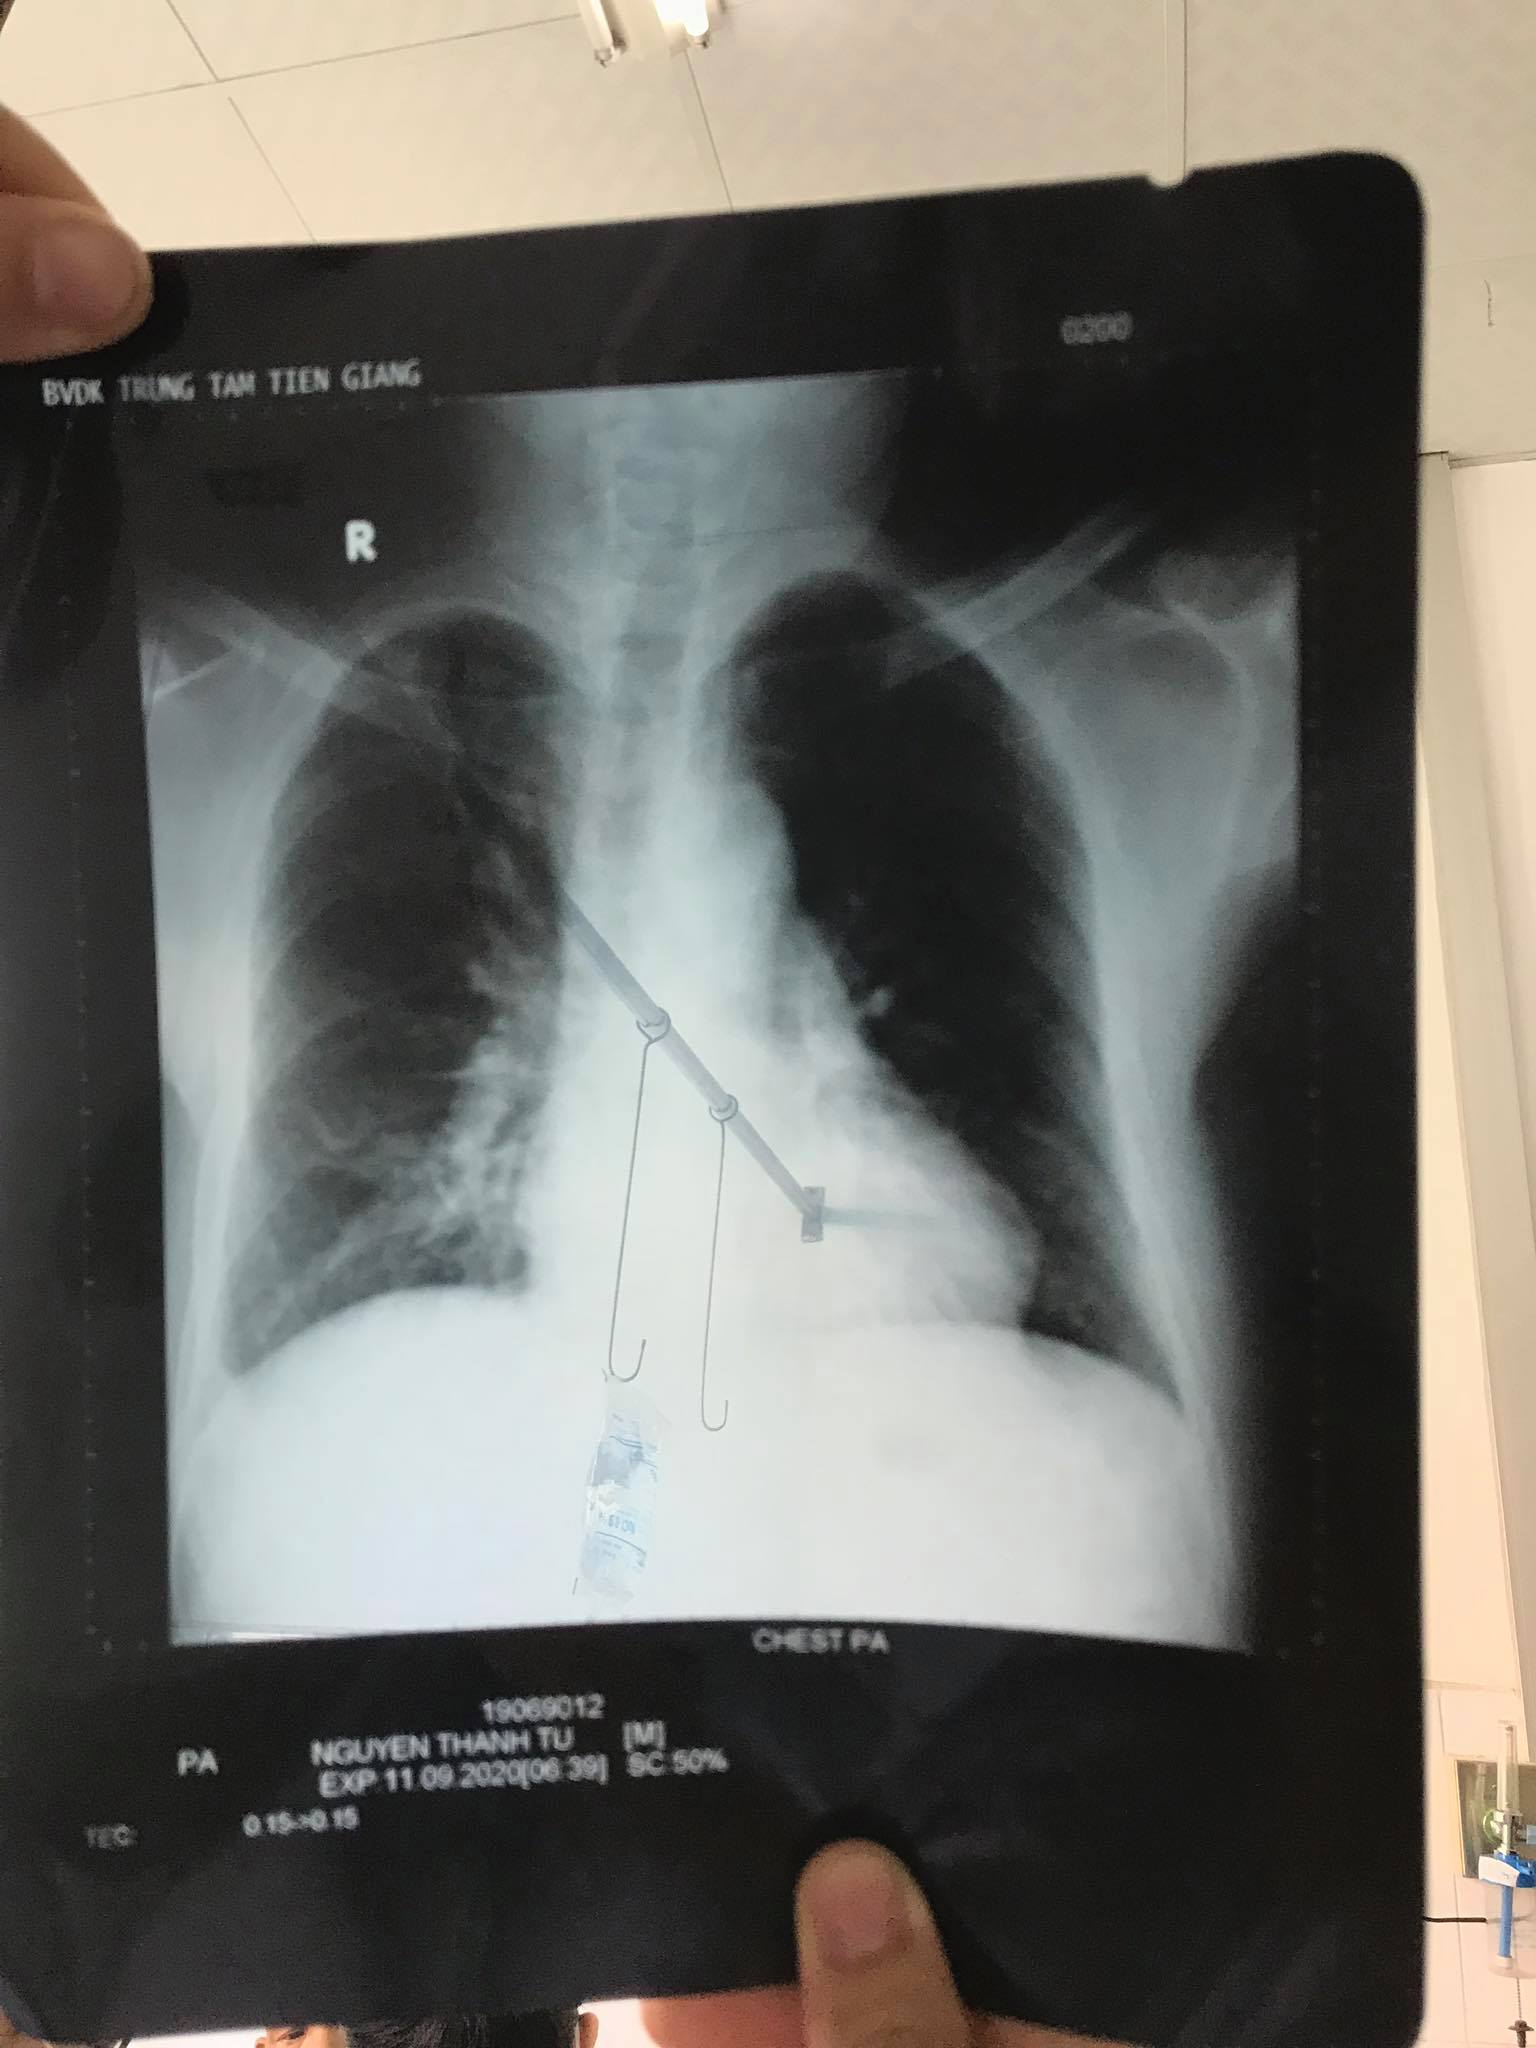 0200
BVDK TRUNG TAM TIEN GIANG
R
CHEST PA
19069012
PA NGUYEN THANH TU [M]
EXP:11.09.2020[06:39] SC:50%
TEC: 0.15->0.15